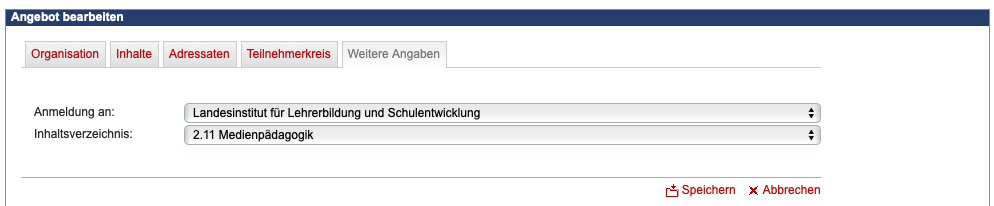 Angebot bearbeiten
Organisation Inhalte Adressaten Teilnehmerkreis Weitere Angaben
Anmeldung an: Landesinstitut für Lehrerbildung und Schulentwicklung
Inhaltsverzeichnis: 2.11 Medienpädagogik
Speichern Abbrechen